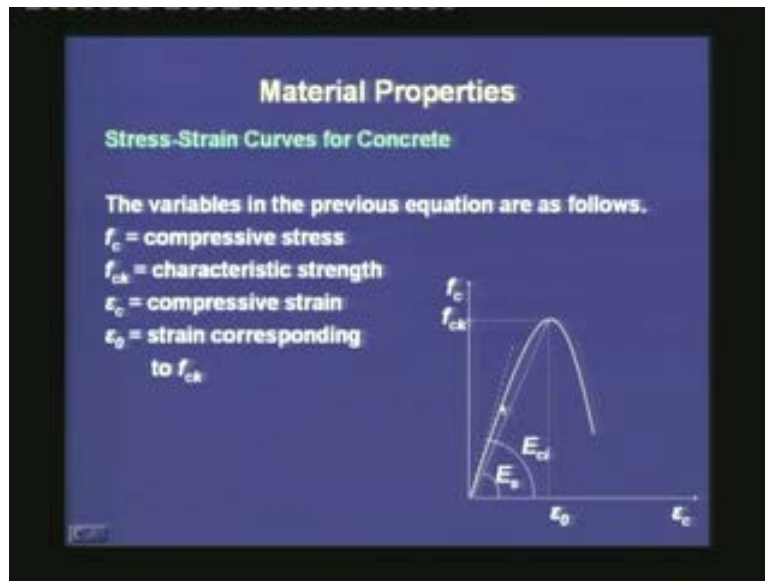 Material Properties
Stress-Strain Curves for Concrete
The variables in the previous equation are as follows.
fc = compressive stress
fck = characteristic strength
εc = compressive strain
ε0 = strain corresponding
to fck
fc
fck
Eci
Es
ε0
εc